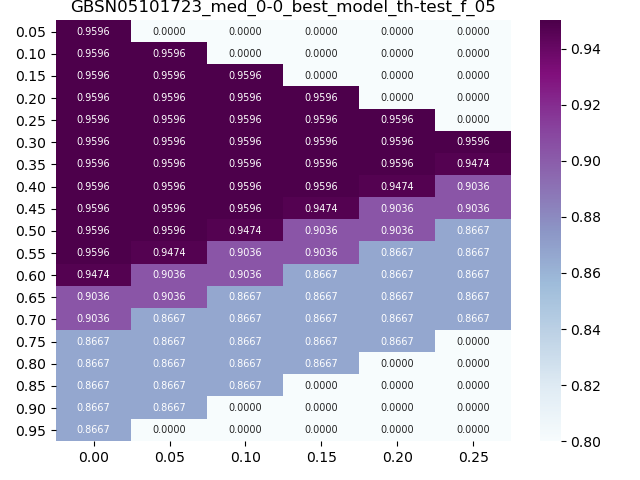 GBSN05101723_med_0-0_best_model_th-test_f_05
0.05 0.9596 0.0000 0.0000 0.0000 0.0000 0.0000
0.10 0.9596 0.9596 0.0000 0.0000 0.0000 0.0000
0.15 0.9596 0.9596 0.9596 0.0000 0.0000 0.0000
0.20 0.9596 0.9596 0.9596 0.9596 0.0000 0.0000
0.25 0.9596 0.9596 0.9596 0.9596 0.9596 0.0000
0.30 0.9596 0.9596 0.9596 0.9596 0.9596 0.9596
0.35 0.9596 0.9596 0.9596 0.9596 0.9596 0.9474
0.40 0.9596 0.9596 0.9596 0.9596 0.9474 0.9036
0.45 0.9596 0.9596 0.9596 0.9474 0.9036 0.9036
0.50 0.9596 0.9596 0.9474 0.9036 0.9036 0.8667
0.55 0.9596 0.9474 0.9036 0.9036 0.8667 0.8667
0.60 0.9474 0.9036 0.9036 0.8667 0.8667 0.8667
0.65 0.9036 0.9036 0.8667 0.8667 0.8667 0.8667
0.70 0.9036 0.8667 0.8667 0.8667 0.8667 0.8667
0.75 0.8667 0.8667 0.8667 0.8667 0.8667 0.0000
0.80 0.8667 0.8667 0.8667 0.8667 0.0000 0.0000
0.85 0.8667 0.8667 0.8667 0.0000 0.0000 0.0000
0.90 0.8667 0.8667 0.0000 0.0000 0.0000 0.0000
0.95 0.8667 0.0000 0.0000 0.0000 0.0000 0.0000
0.00 0.05 0.10 0.15 0.20 0.25
0.94
0.92
0.90
0.88
0.86
0.84
0.82
0.80